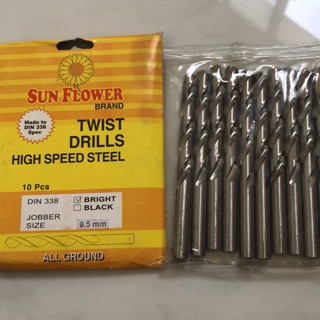 SUN FLOWER
BRAND
Made to
DIN 338
Spec
TWIST
DRILLS
HIGH SPEED STEEL
10 Pcs
DIN 338
BRIGHT
BLACK
JOBBER
SIZE
9.5 mm
ALL GROUND